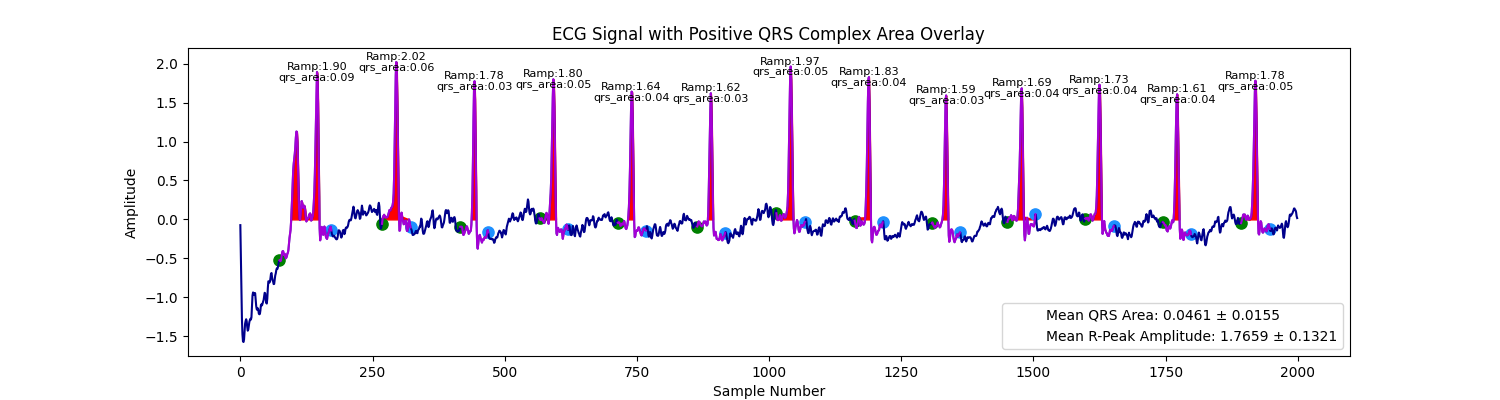 ECG Signal with Positive QRS Complex Area Overlay
Ramp:1.90
qrs_area:0.09
Ramp:2.02
qrs_area:0.06
Ramp:1.78
qrs_area:0.03
Ramp:1.80
qrs_area:0.05
Ramp:1.64
qrs_area:0.04
Ramp:1.62
qrs_area:0.03
Ramp:1.97
qrs_area:0.05
Ramp:1.83
qrs_area:0.04
Ramp:1.59
qrs_area:0.03
Ramp:1.69
qrs_area:0.04
Ramp:1.73
qrs_area:0.04
Ramp:1.61
qrs_area:0.04
Ramp:1.78
qrs_area:0.05
Amplitude
2.0
1.5
1.0
0.5
0.0
−0.5
−1.0
−1.5
Mean QRS Area: 0.0461 ± 0.0155
Mean R-Peak Amplitude: 1.7659 ± 0.1321
0 250 500 750 1000 1250 1500 1750 2000
Sample Number